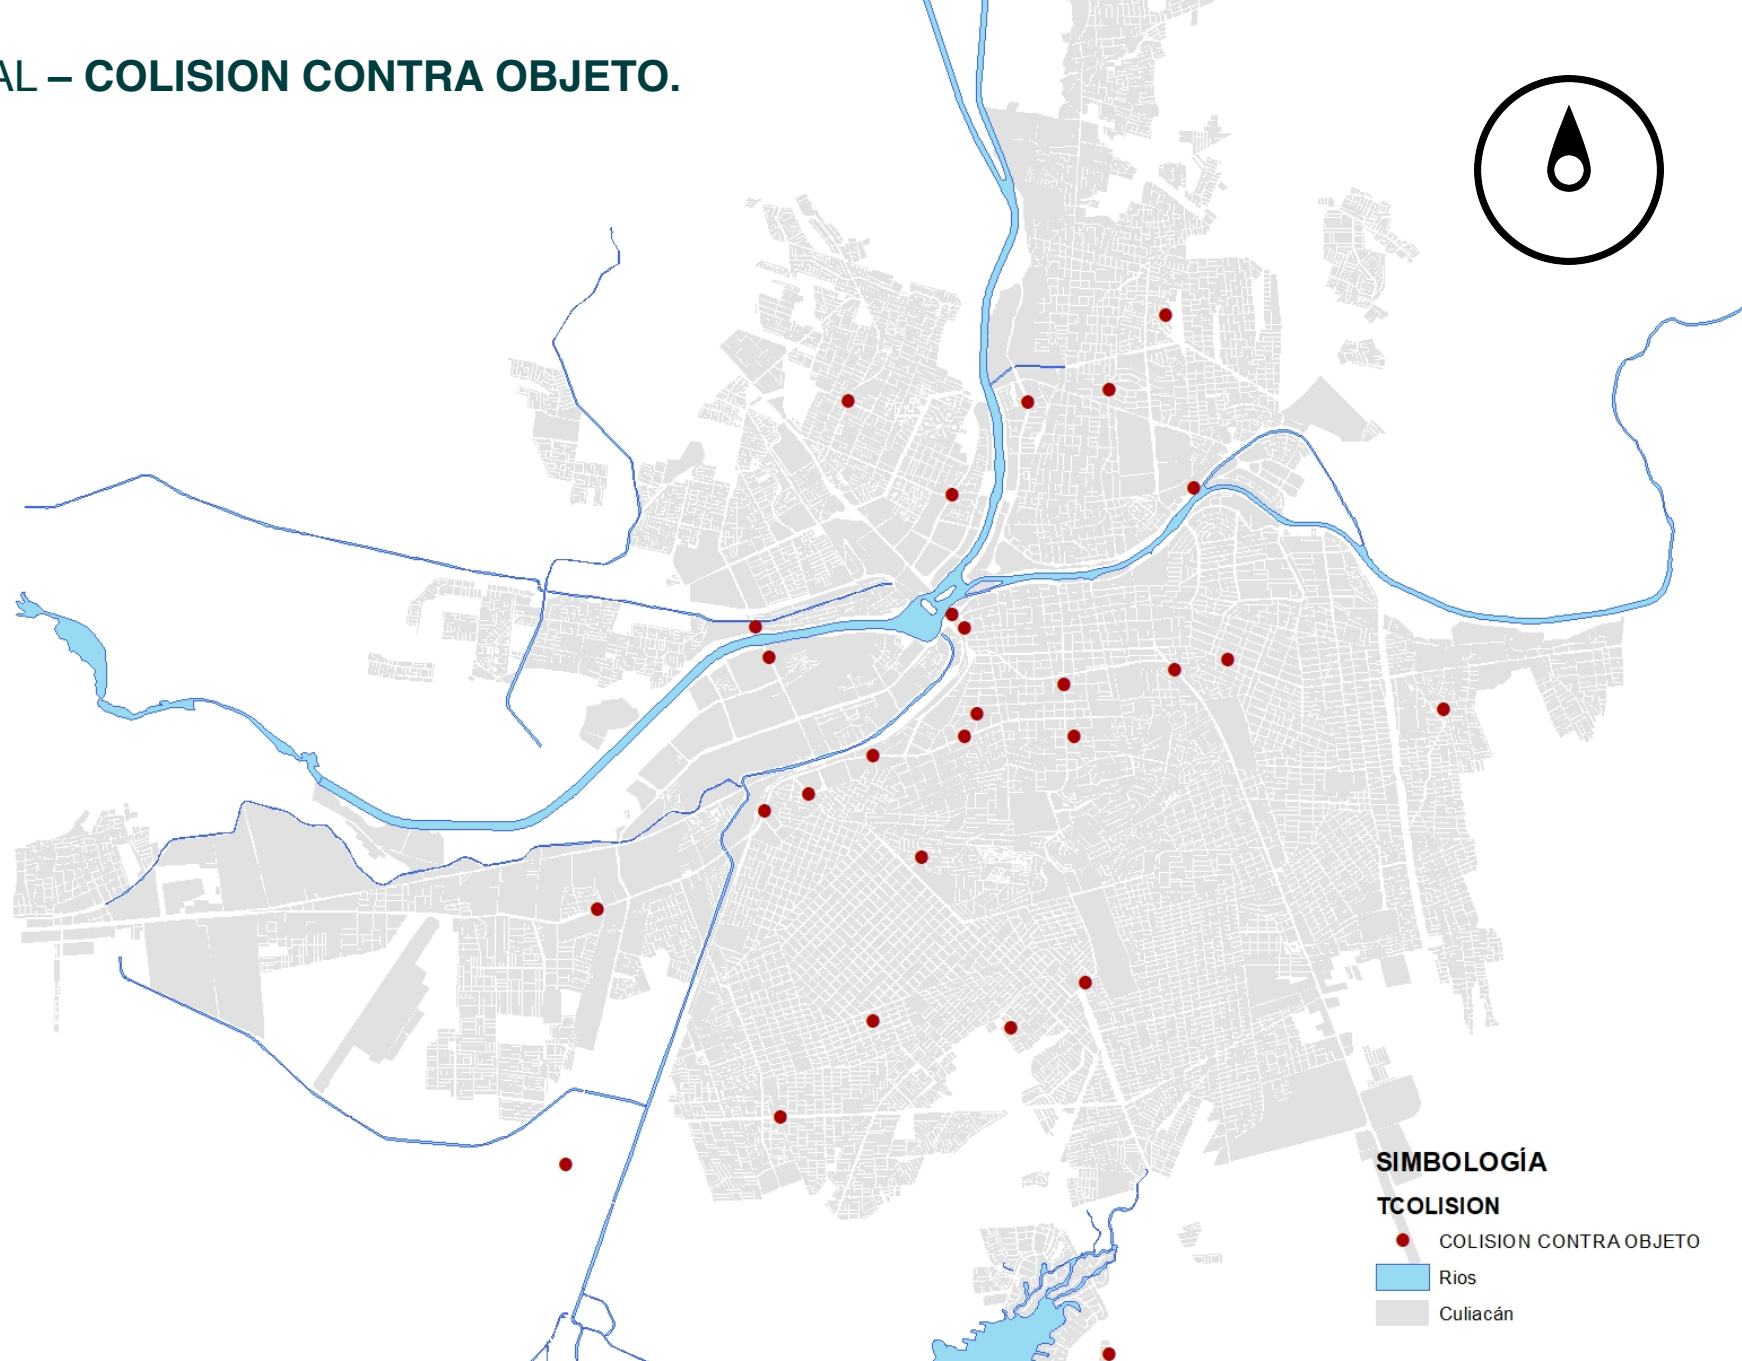 AL – COLISION CONTRA OBJETO.
SIMBOLOGÍA
TCOLISION
COLISION CONTRA OBJETO
Rios
Culiacán